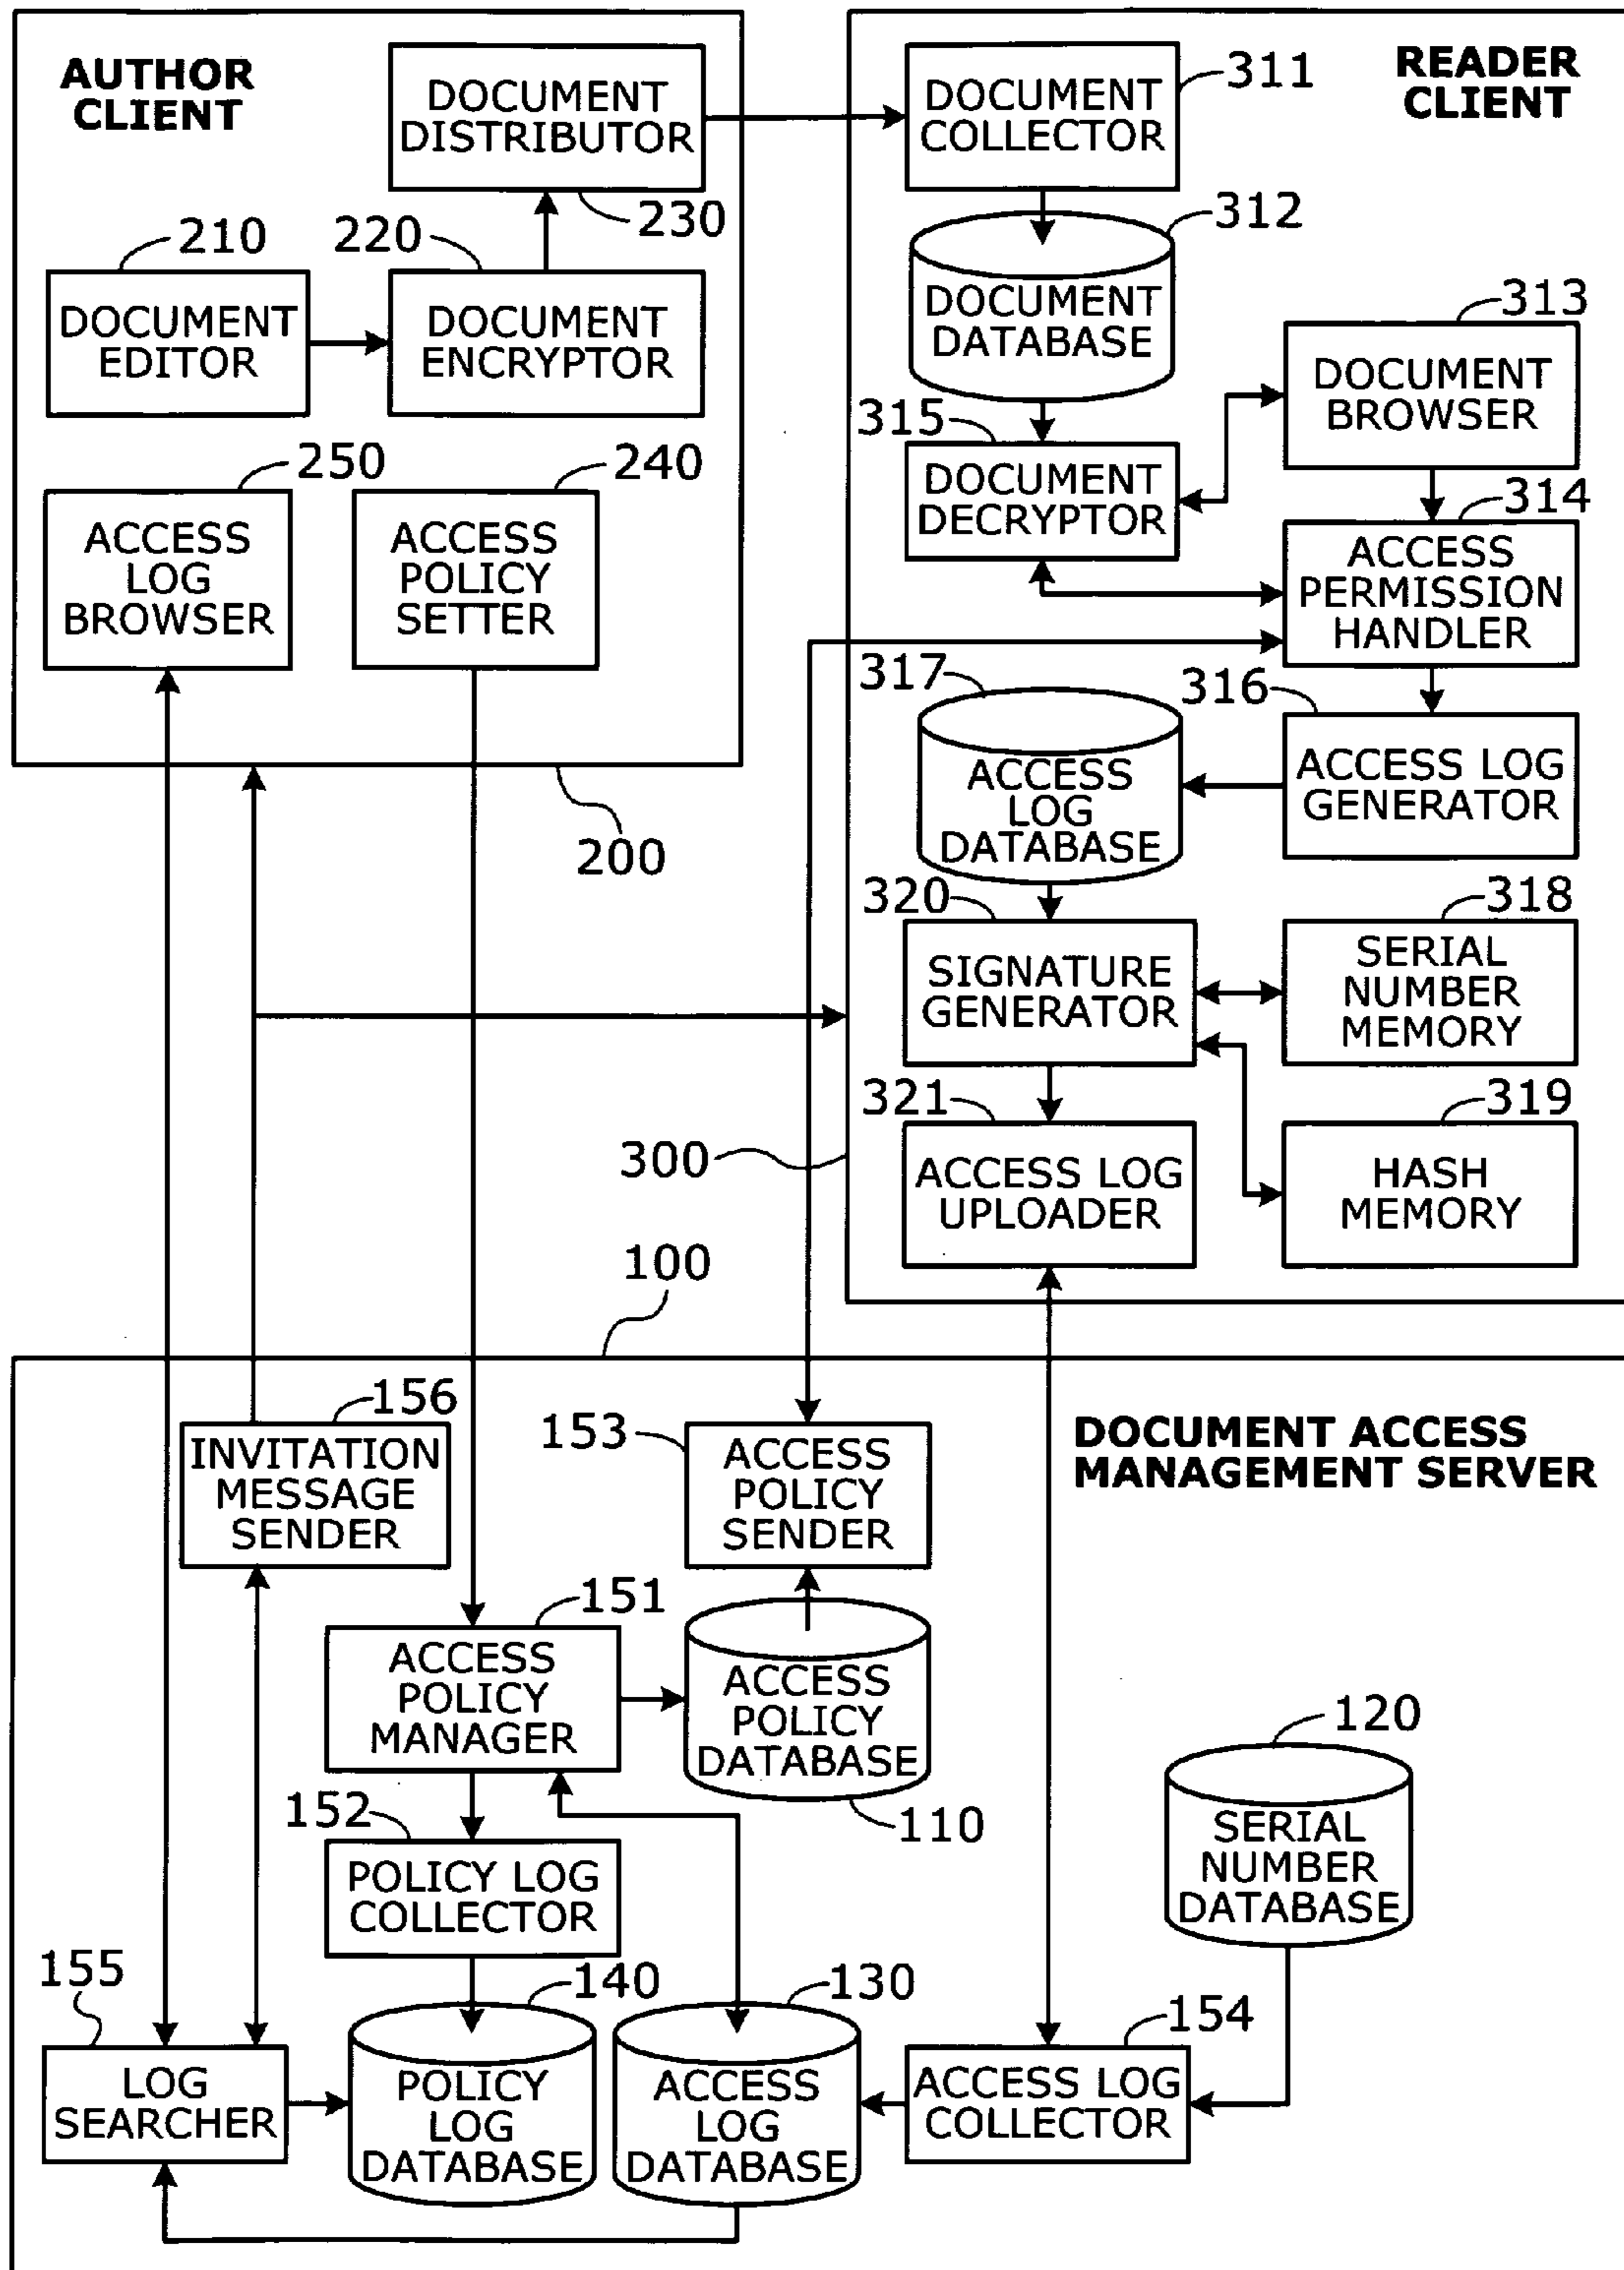 AUTHOR
CLIENT
DOCUMENT
DISTRIBUTOR
230
210
220
DOCUMENT
EDITOR
DOCUMENT
ENCRYPTOR
250
240
ACCESS
LOG
BROWSER
ACCESS
POLICY
SETTER
200
READER
CLIENT
DOCUMENT
COLLECTOR
311
312
DOCUMENT
DATABASE
313
DOCUMENT
BROWSER
315
DOCUMENT
DECRYPTOR
314
ACCESS
PERMISSION
HANDLER
317
ACCESS
LOG
DATABASE
316
ACCESS LOG
GENERATOR
320
SIGNATURE
GENERATOR
318
SERIAL
NUMBER
MEMORY
321
ACCESS LOG
UPLOADER
319
HASH
MEMORY
300
100
DOCUMENT ACCESS
MANAGEMENT SERVER
156
INVITATION
MESSAGE
SENDER
153
ACCESS
POLICY
SENDER
151
ACCESS
POLICY
MANAGER
ACCESS
POLICY
DATABASE
110
120
SERIAL
NUMBER
DATABASE
152
POLICY LOG
COLLECTOR
155
LOG
SEARCHER
140
POLICY
LOG
DATABASE
130
ACCESS
LOG
DATABASE
154
ACCESS LOG
COLLECTOR